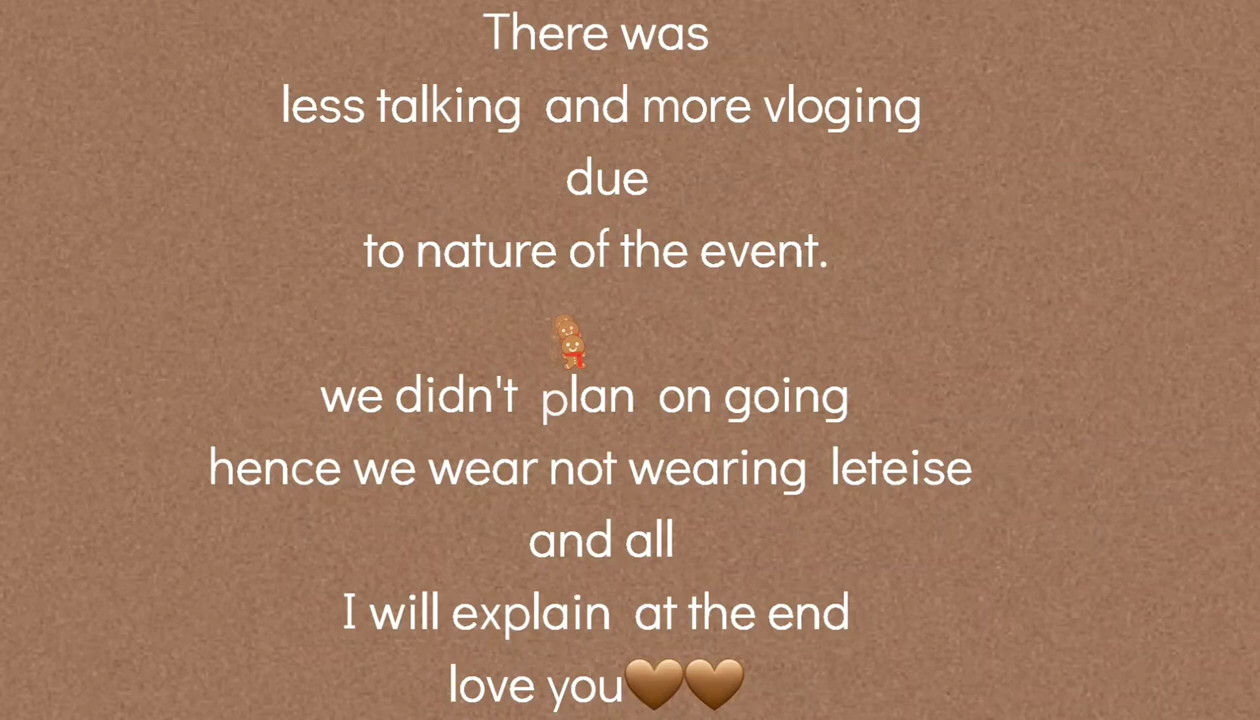 There was
less talking and more vloging
due
to nature of the event.
we didn't plan on going
hence we wear not wearing leteise
and all
I will explain at the end
love you🤎🤎